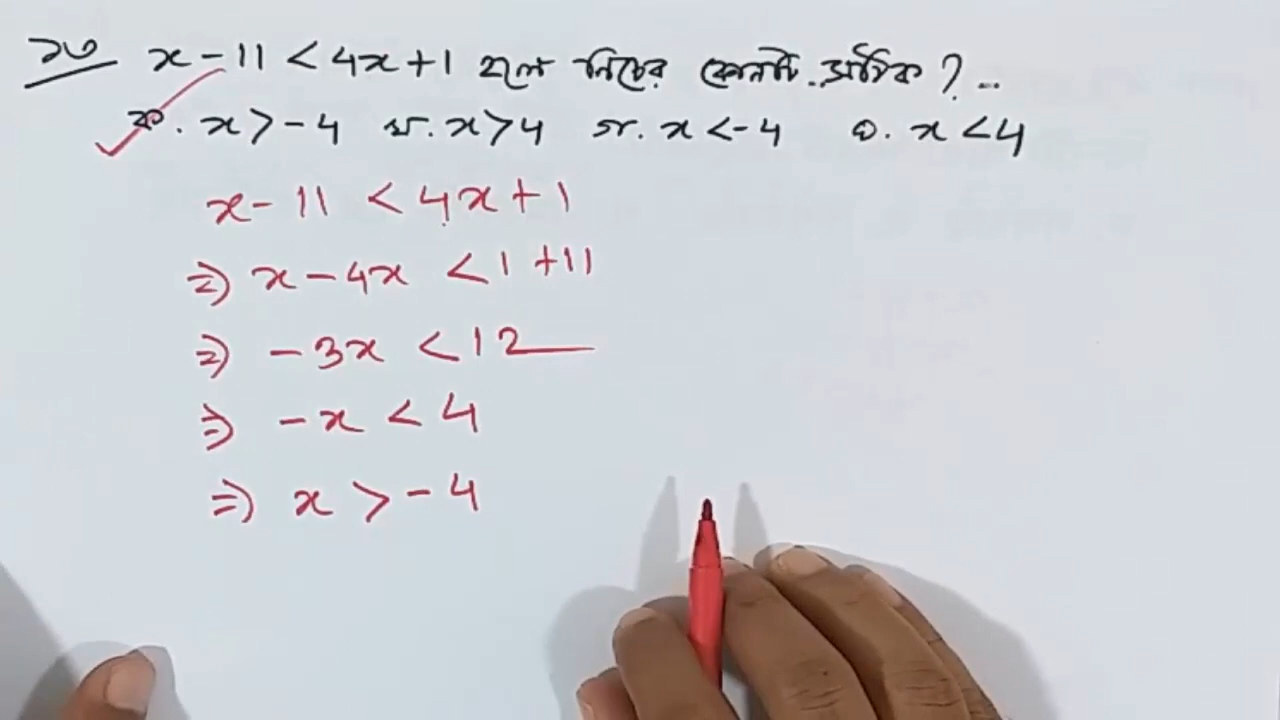 ১৩ x - 11 < 4x + 1 হলে নিচের কোনটি সঠিক ? ..
ক. x > - 4 খ. x > 4 গ. x < - 4 ঘ. x < 4
x - 11 < 4x + 1
⇒ x - 4x < 1 + 11
⇒ - 3x < 12
⇒ - x < 4
⇒ x > - 4